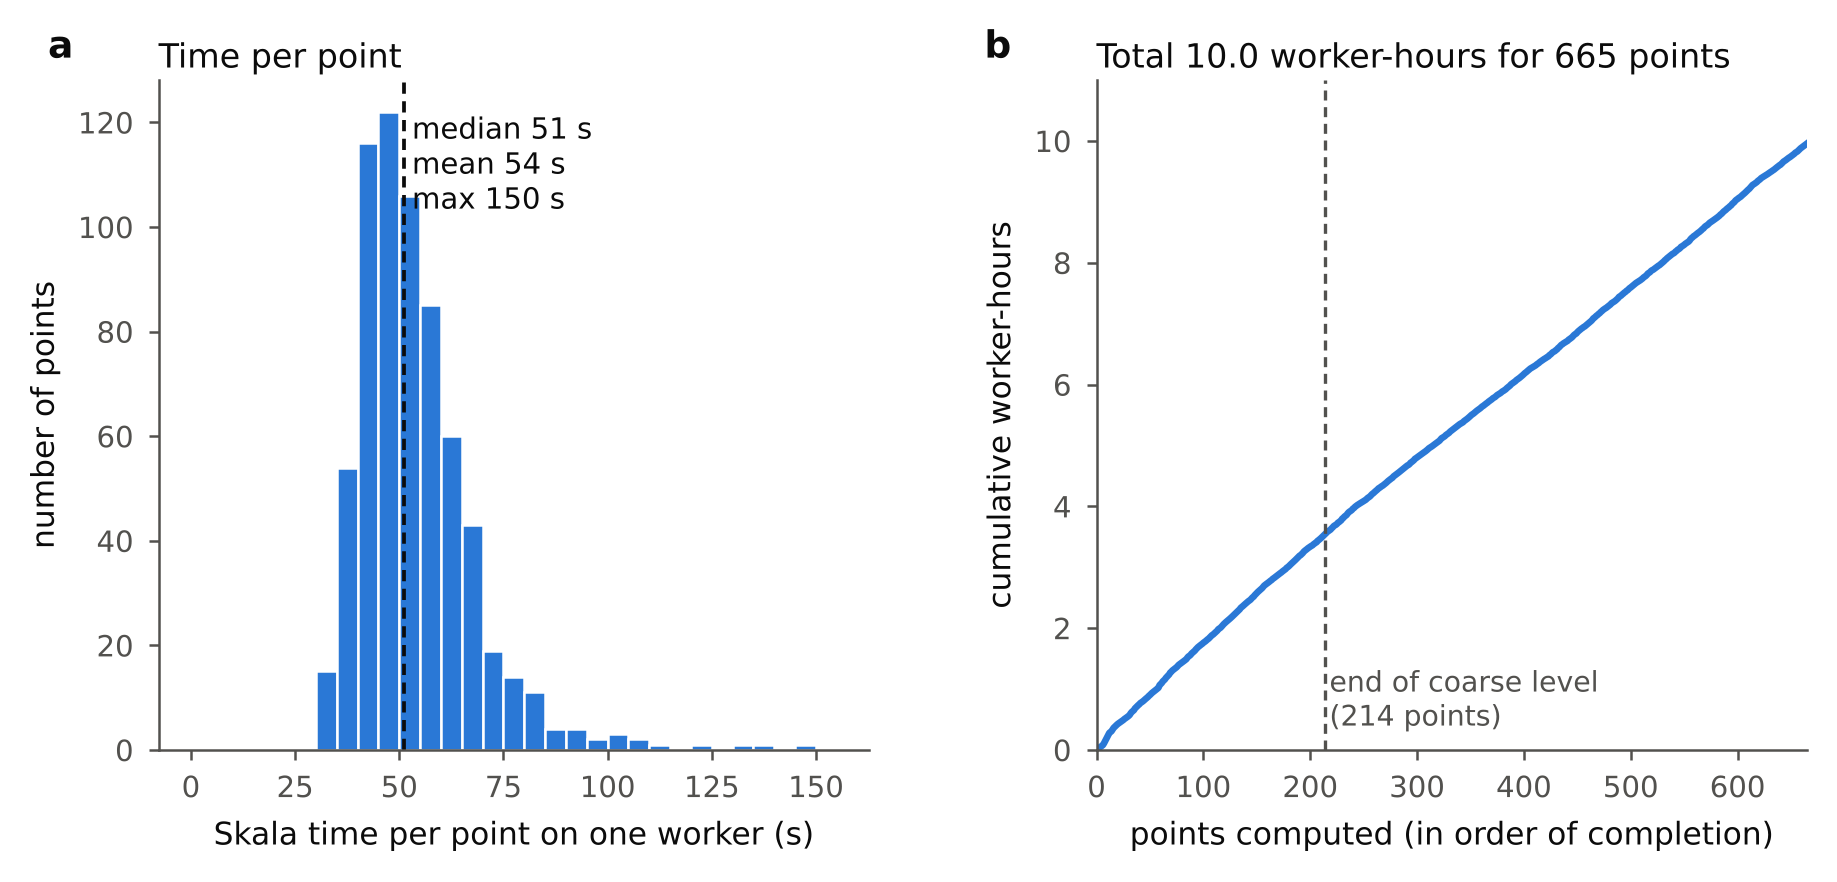 a
Time per point
median 51 s
mean 54 s
max 150 s
number of points
0
20
40
60
80
100
120
0 25 50 75 100 125 150
Skala time per point on one worker (s)
b
Total 10.0 worker-hours for 665 points
cumulative worker-hours
0
2
4
6
8
10
end of coarse level
(214 points)
0 100 200 300 400 500 600
points computed (in order of completion)